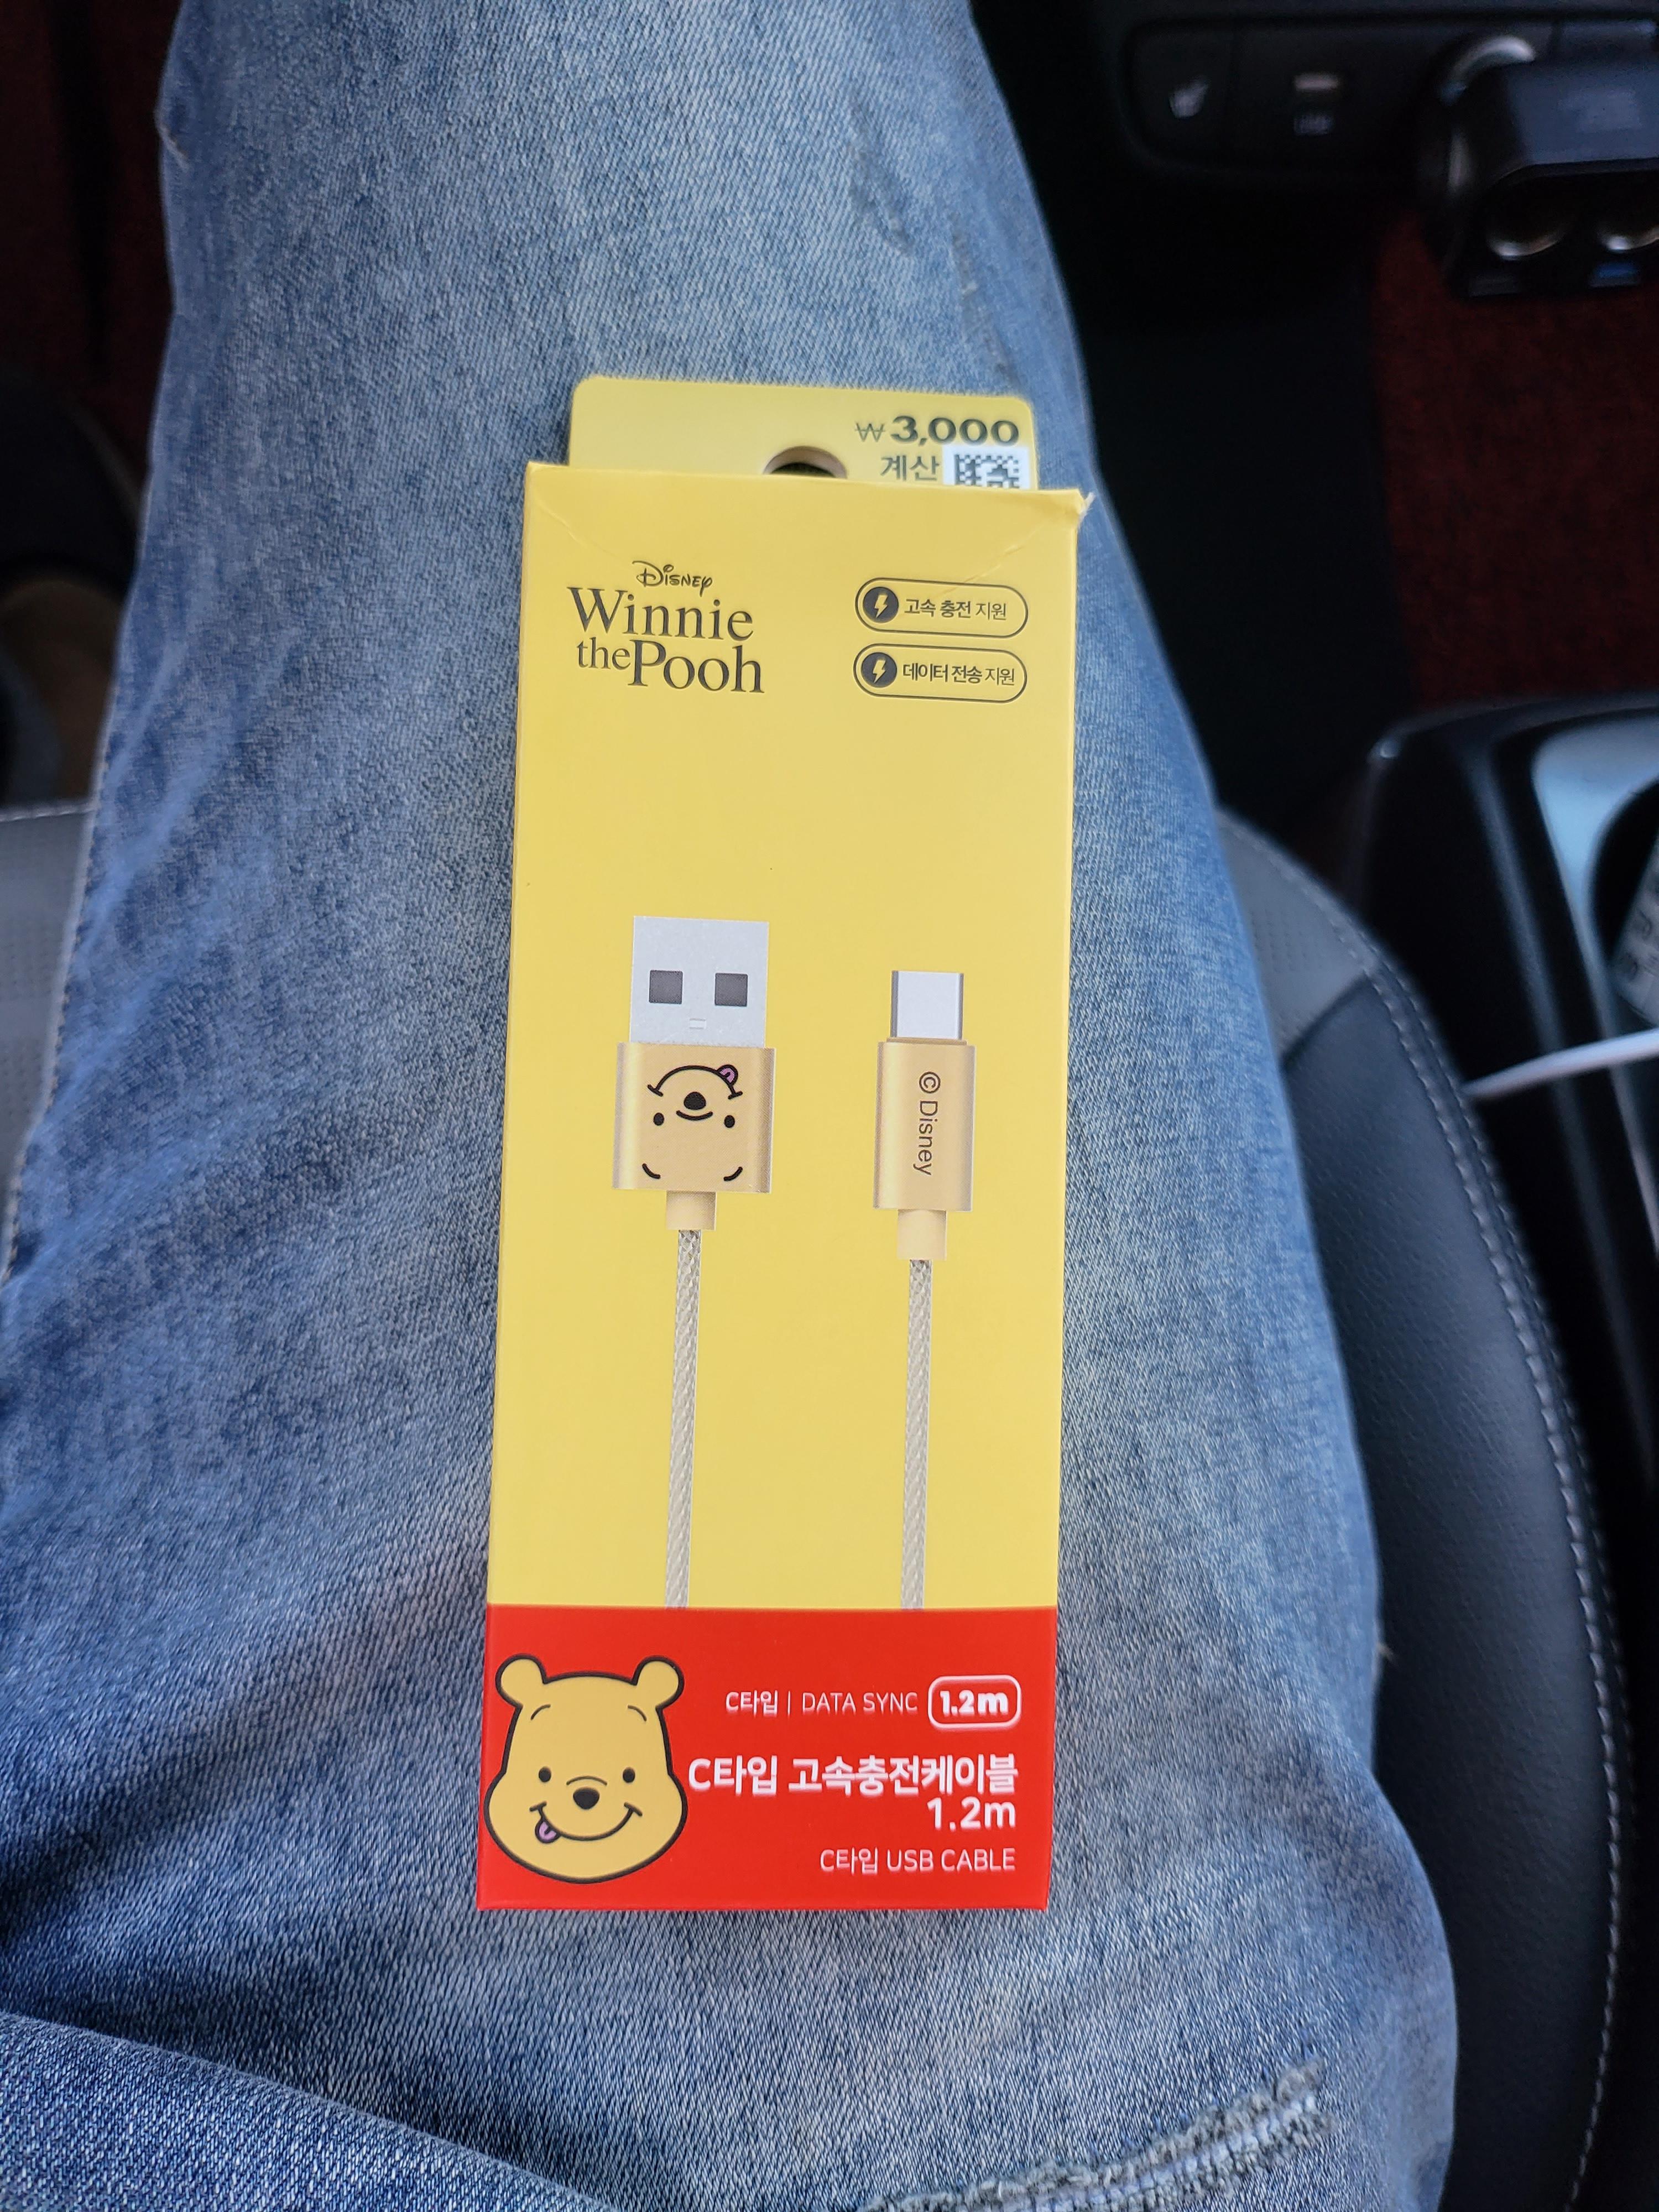 ₩3,000
계산
Disney
Winnie
the Pooh
고속 충전 지원
데이터 전송 지원
© Disney
C타입 | DATA SYNC 1.2m
C타입 고속충전케이블
1.2m
C타입 USB CABLE